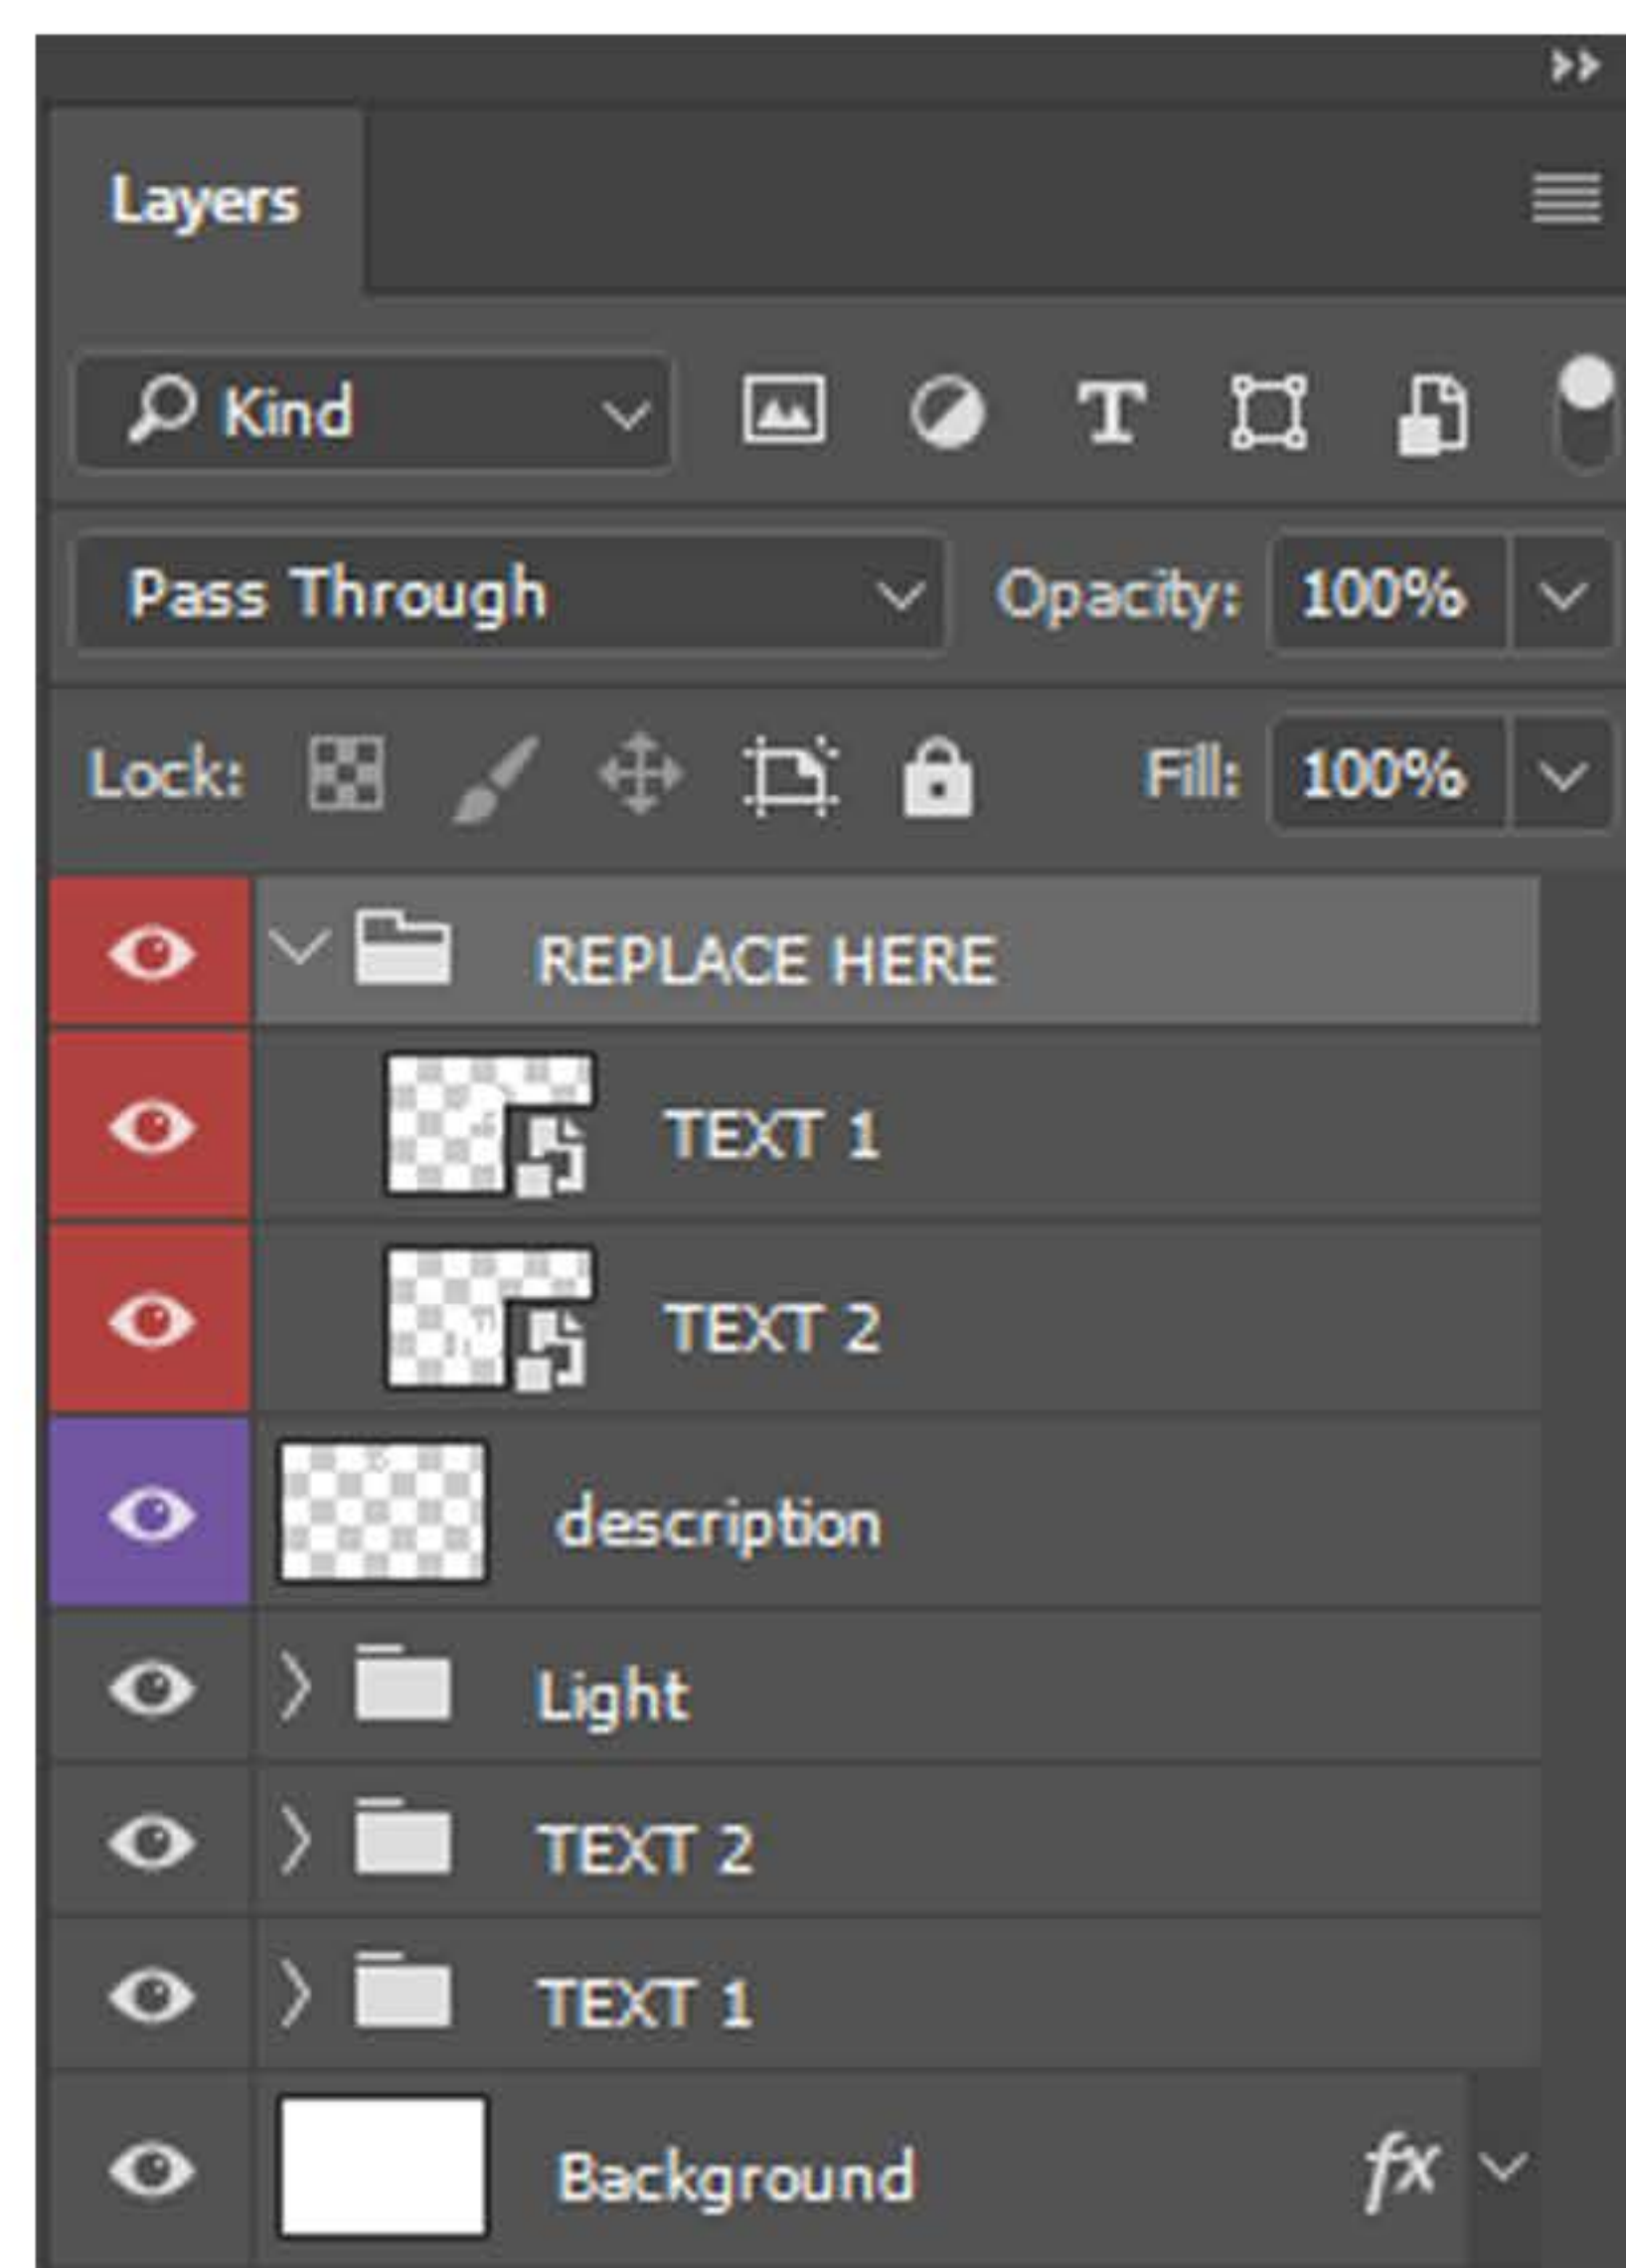 Layers
Kind
Pass Through Opacity: 100%
Lock: Fill: 100%
REPLACE HERE
TEXT 1
TEXT 2
description
Light
TEXT 2
TEXT 1
Background fx